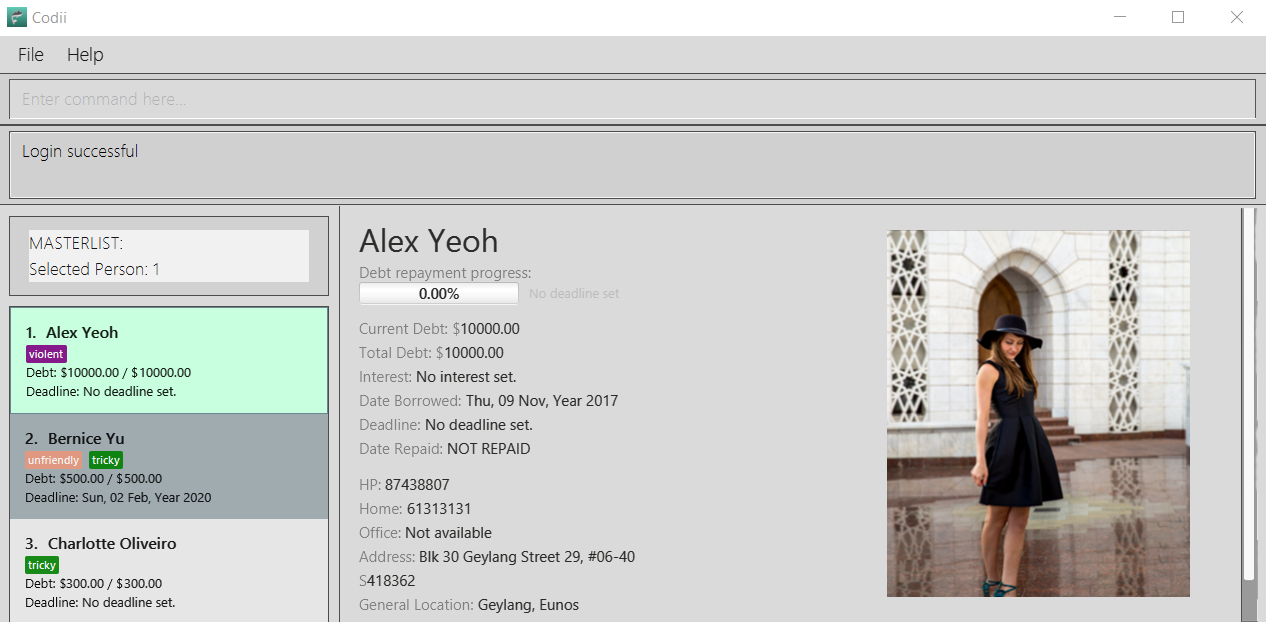 Codii
File Help
Enter command here...
Login successful
MASTERLIST:
Selected Person: 1
1. Alex Yeoh
violent
Debt: $10000.00 / $10000.00
Deadline: No deadline set.
2. Bernice Yu
unfriendly tricky
Debt: $500.00 / $500.00
Deadline: Sun, 02 Feb, Year 2020
3. Charlotte Oliveiro
tricky
Debt: $300.00 / $300.00
Deadline: No deadline set.
Alex Yeoh
Debt repayment progress:
0.00% No deadline set
Current Debt: $10000.00
Total Debt: $10000.00
Interest: No interest set.
Date Borrowed: Thu, 09 Nov, Year 2017
Deadline: No deadline set.
Date Repaid: NOT REPAID
HP: 87438807
Home: 61313131
Office: Not available
Address: Blk 30 Geylang Street 29, #06-40
S418362
General Location: Geylang, Eunos